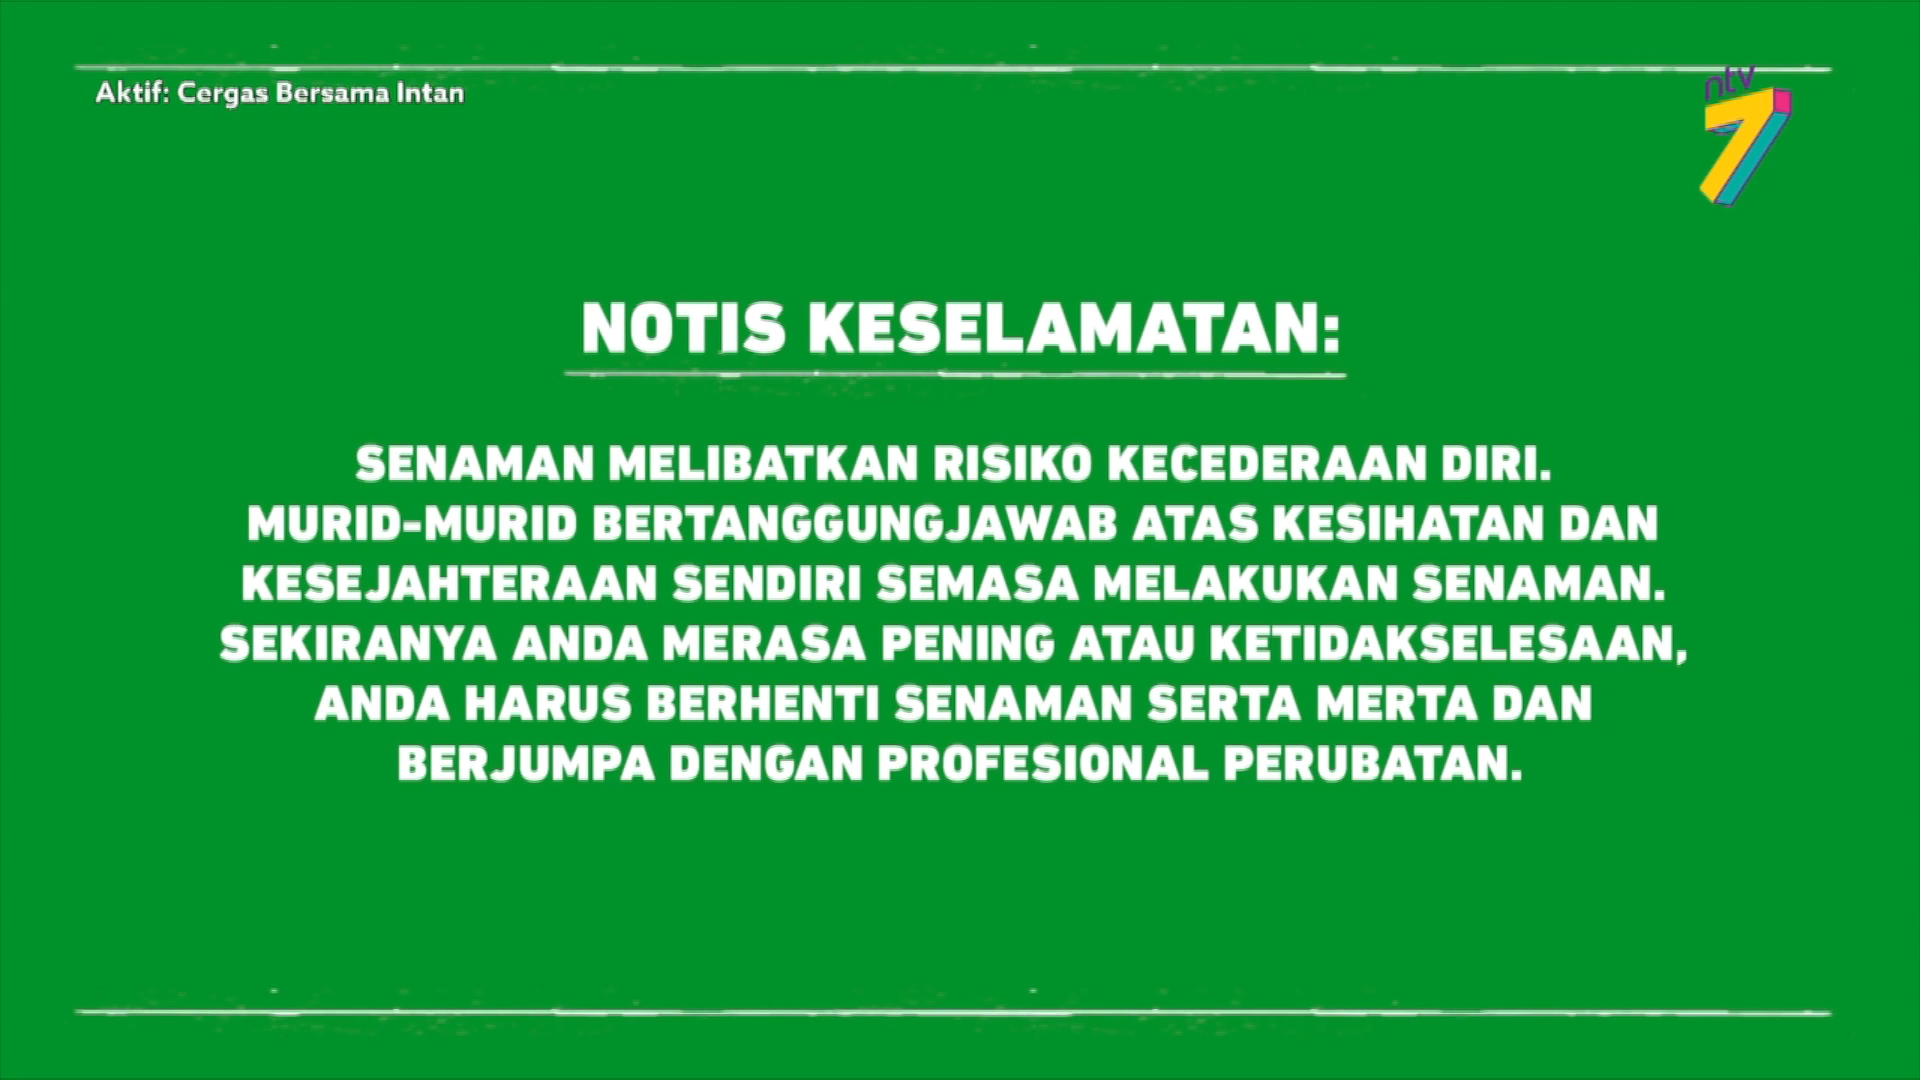 Aktif: Cergas Bersama Intan
ntv
7
NOTIS KESELAMATAN:
SENAMAN MELIBATKAN RISIKO KECEDERAAN DIRI.
MURID-MURID BERTANGGUNGJAWAB ATAS KESIHATAN DAN
KESEJAHTERAAN SENDIRI SEMASA MELAKUKAN SENAMAN.
SEKIRANYA ANDA MERASA PENING ATAU KETIDAKSELESAAN,
ANDA HARUS BERHENTI SENAMAN SERTA MERTA DAN
BERJUMPA DENGAN PROFESIONAL PERUBATAN.